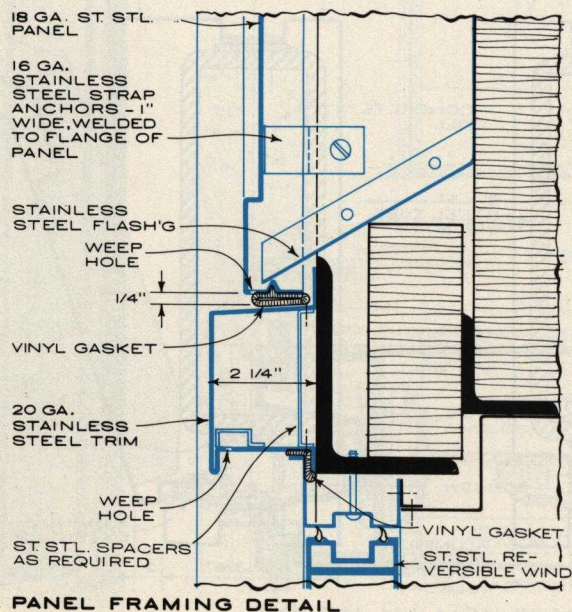 18 GA. ST. STL.
PANEL
16 GA.
STAINLESS
STEEL STRAP
ANCHORS - 1"
WIDE, WELDED
TO FLANGE OF
PANEL
STAINLESS
STEEL FLASH'G
WEEP
HOLE
1/4"
VINYL GASKET
2 1/4"
20 GA.
STAINLESS
STEEL TRIM
WEEP
HOLE
ST. STL. SPACERS
AS REQUIRED
VINYL GASKET
ST. STL. RE-
VERSIBLE WIND
PANEL FRAMING DETAIL